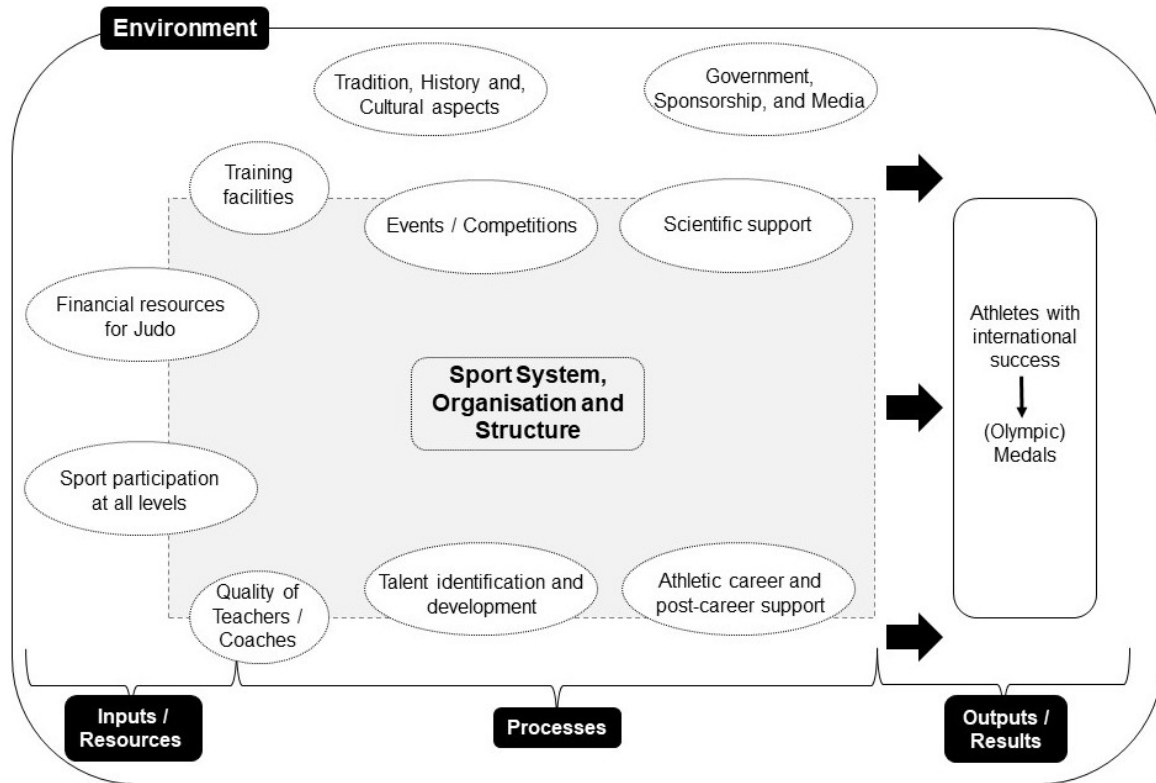 Environment
Tradition, History and,
Cultural aspects
Government,
Sponsorship, and Media
Training
facilities
Events / Competitions
Scientific support
Financial resources
for Judo
Athletes with
international
success
(Olympic)
Medals
Sport System,
Organisation and
Structure
Sport participation
at all levels
Quality of
Teachers /
Coaches
Talent identification and
development
Athletic career and
post-career support
Inputs /
Resources
Processes
Outputs /
Results